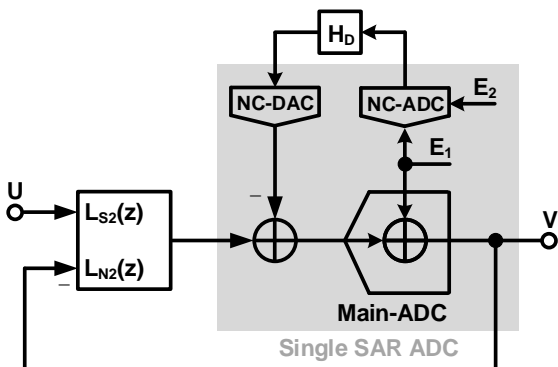 H_D
NC-DAC
NC-ADC
E_2
E_1
U
L_S2(z)
L_N2(z)
–
–
V
Main-ADC
Single SAR ADC